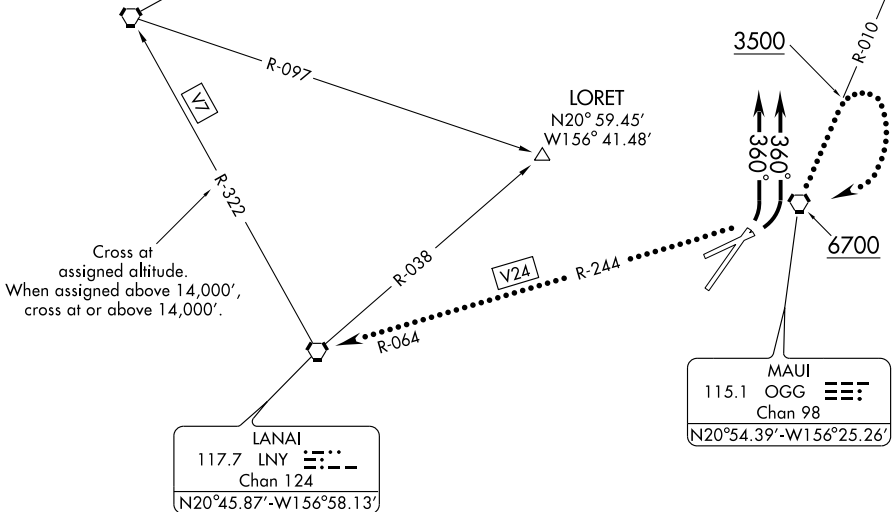 3500
R-010
R-097
LORET
N20° 59.45'
W156° 41.48'
V7
360°
360°
R-322
6700
Cross at
assigned altitude.
When assigned above 14,000',
cross at or above 14,000'.
R-038
V24
R-244
R-064
MAUI
115.1 OGG
Chan 98
N20°54.39'-W156°25.26'
LANAI
117.7 LNY
Chan 124
N20°45.87'-W156°58.13'